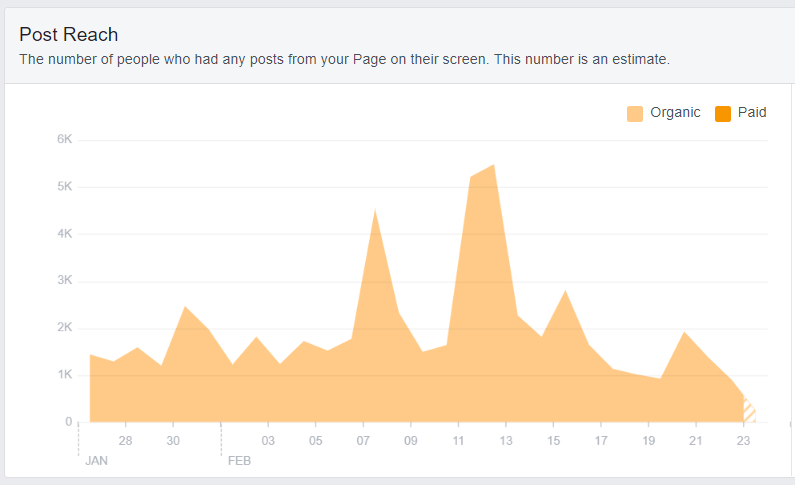 Post Reach
The number of people who had any posts from your Page on their screen. This number is an estimate.
Organic Paid
6K
5K
4K
3K
2K
1K
0
28 30 03 05 07 09 11 13 15 17 19 21 23
JAN FEB